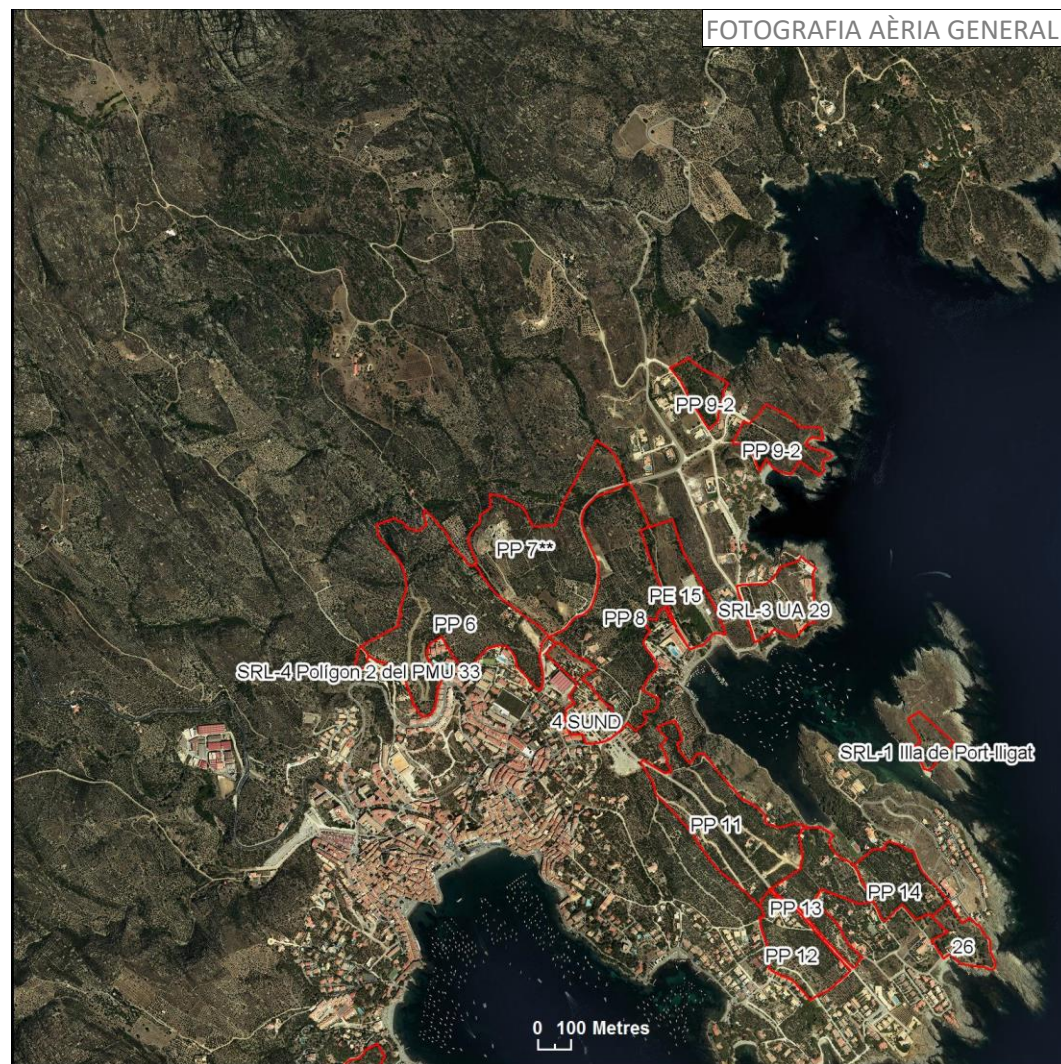 FOTOGRAFIA AÈRIA GENERAL
PP 9-2
PP 9-2
PP 7**
PE 15
SRL-3 UA 29
PP 8
PP 6
SRL-4 Polígon 2 del PMU 33
4 SUND
SRL-1 Illa de Port-lligat
PP 11
PP 14
PP 13
26
PP 12
0 100 Metres